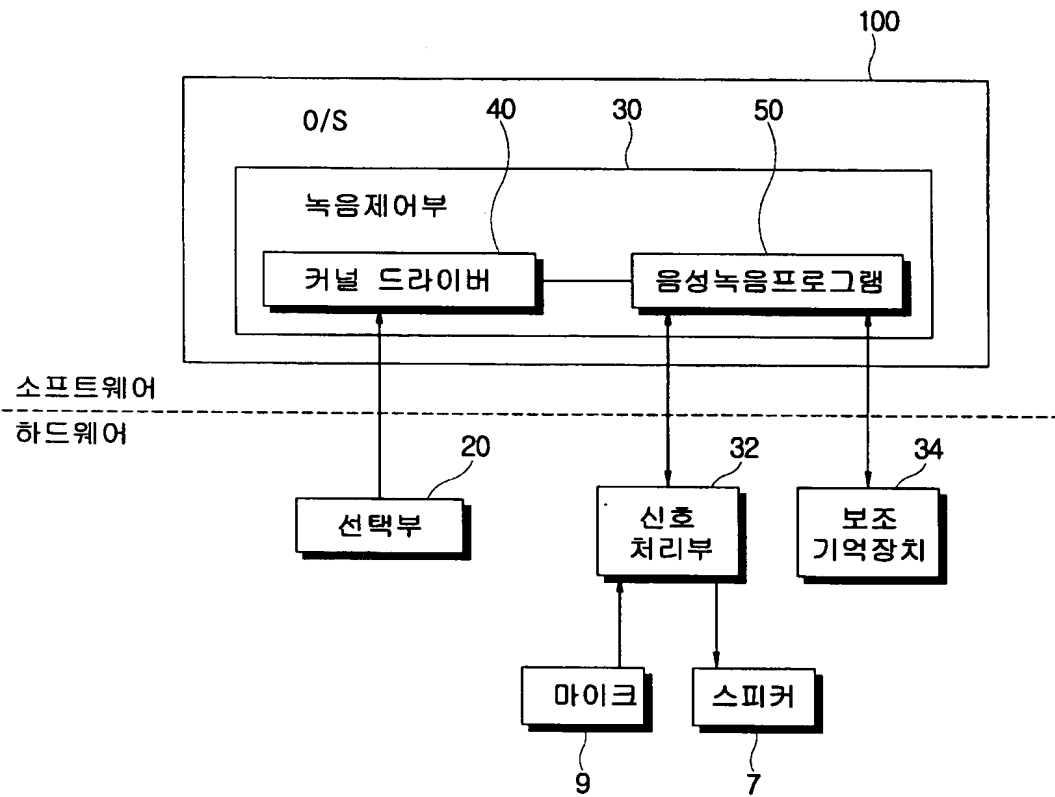 100
O/S
40
30
50
녹음제어부
커널 드라이버
음성녹음프로그램
소프트웨어
하드웨어
20
32
34
선택부
신호
처리부
보조
기억장치
마이크
스피커
9
7